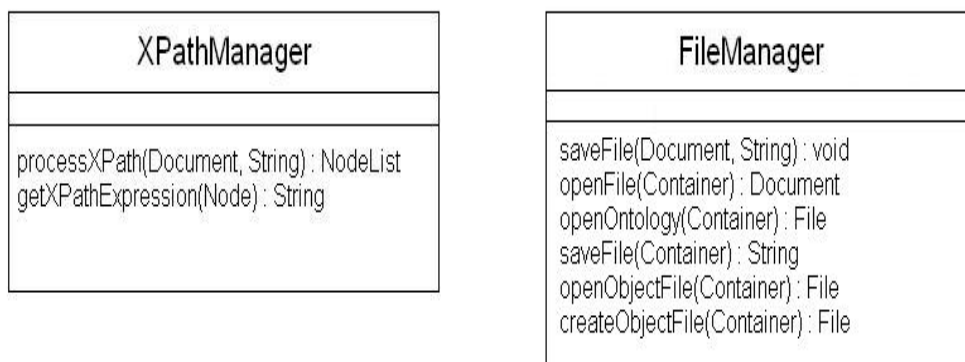 XPathManager
processXPath(Document, String) : NodeList
getXPathExpression(Node) : String
FileManager
saveFile(Document, String) : void
openFile(Container) : Document
openOntology(Container) : File
saveFile(Container) : String
openObjectFile(Container) : File
createObjectFile(Container) : File